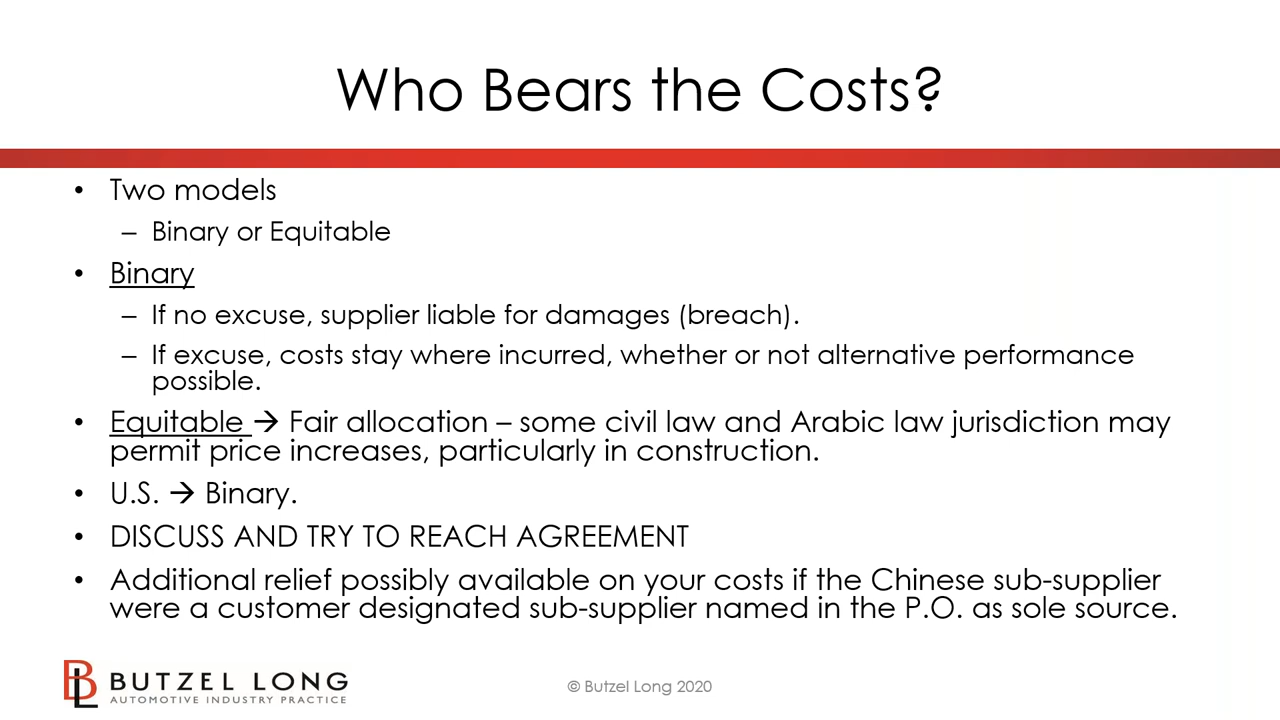 Who Bears the Costs?
• Two models
– Binary or Equitable
• Binary
– If no excuse, supplier liable for damages (breach).
– If excuse, costs stay where incurred, whether or not alternative performance
possible.
• Equitable → Fair allocation – some civil law and Arabic law jurisdiction may
permit price increases, particularly in construction.
• U.S. → Binary.
• DISCUSS AND TRY TO REACH AGREEMENT
• Additional relief possibly available on your costs if the Chinese sub-supplier
were a customer designated sub-supplier named in the P.O. as sole source.
BL BUTZEL LONG
AUTOMOTIVE INDUSTRY PRACTICE
© Butzel Long 2020